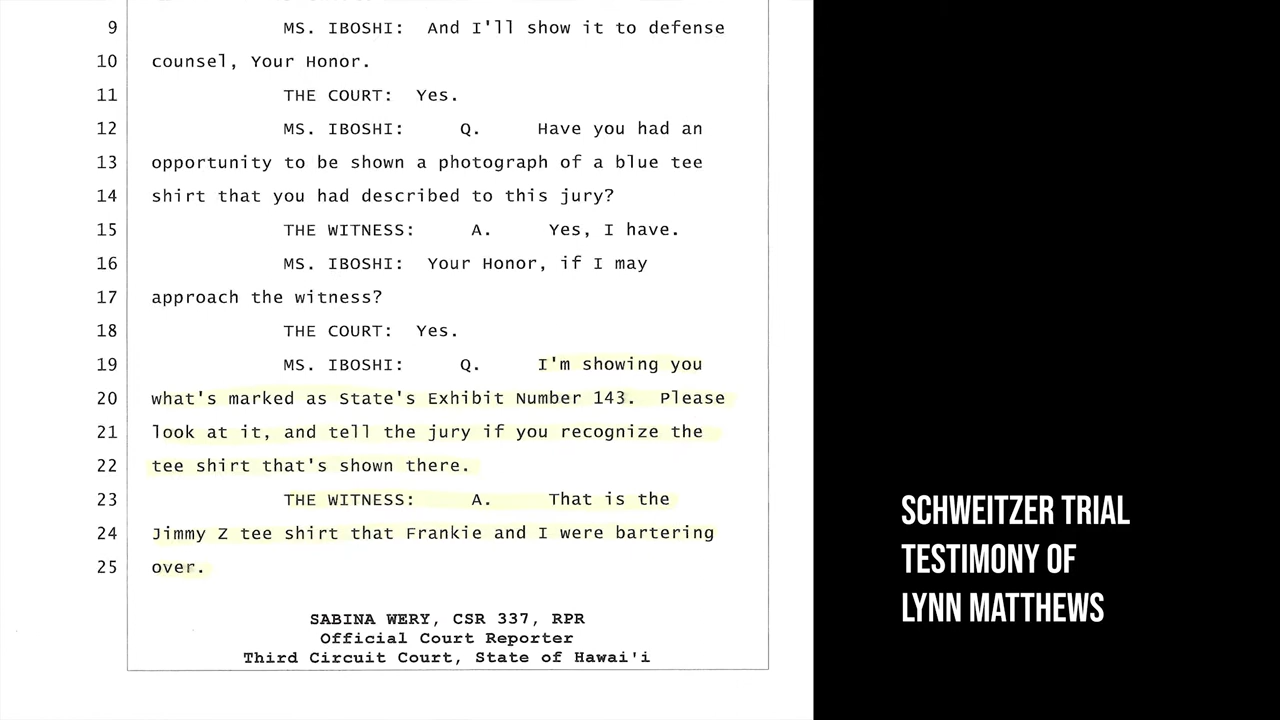 9 MS. IBOSHI: And I'll show it to defense
10 counsel, Your Honor.
11 THE COURT: Yes.
12 MS. IBOSHI: Q. Have you had an
13 opportunity to be shown a photograph of a blue tee
14 shirt that you had described to this jury?
15 THE WITNESS: A. Yes, I have.
16 MS. IBOSHI: Your Honor, if I may
17 approach the witness?
18 THE COURT: Yes.
19 MS. IBOSHI: Q. I'm showing you
20 what's marked as State's Exhibit Number 143. Please
21 look at it, and tell the jury if you recognize the
22 tee shirt that's shown there.
23 THE WITNESS: A. That is the
24 Jimmy Z tee shirt that Frankie and I were bartering
25 over.
SABINA WERY, CSR 337, RPR
Official Court Reporter
Third Circuit Court, State of Hawai'i
SCHWEITZER TRIAL
TESTIMONY OF
LYNN MATTHEWS